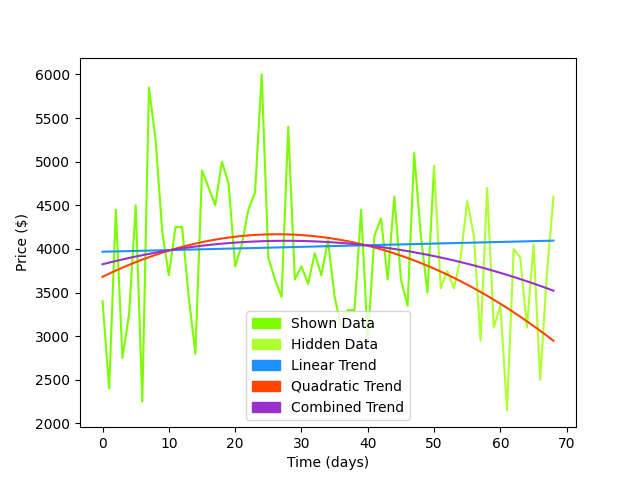 6000
5500
5000
4500
4000
3500
3000
2500
2000
Price ($)
Shown Data
Hidden Data
Linear Trend
Quadratic Trend
Combined Trend
0 10 20 30 40 50 60 70
Time (days)